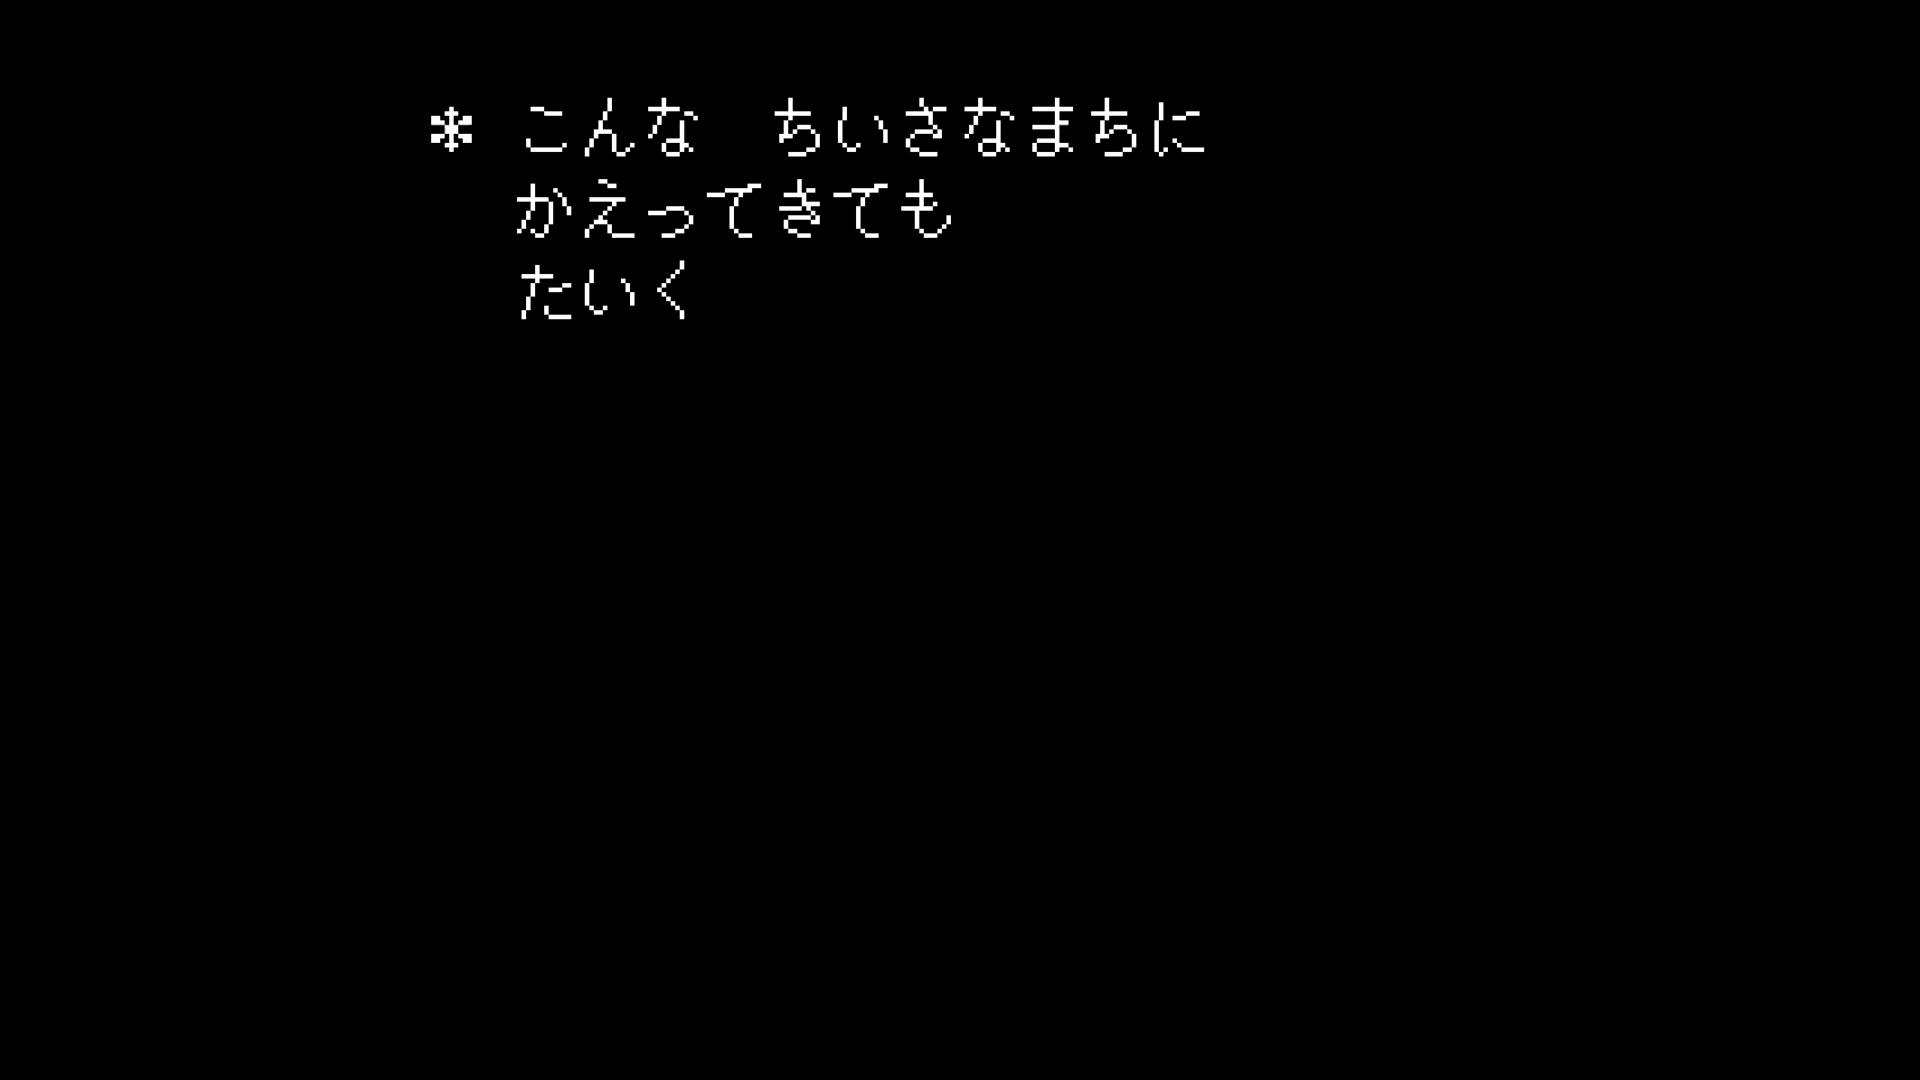 * こんな　ちいさなまちに
かえってきても
たいく